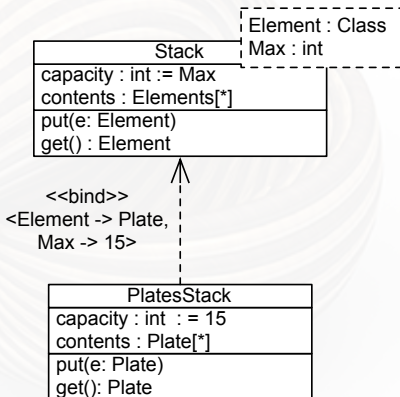 Element : Class
Max : int
Stack
capacity : int := Max
contents : Elements[*]
put(e: Element)
get() : Element
<<bind>>
<Element -> Plate,
Max -> 15>
PlatesStack
capacity : int : = 15
contents : Plate[*]
put(e: Plate)
get(): Plate